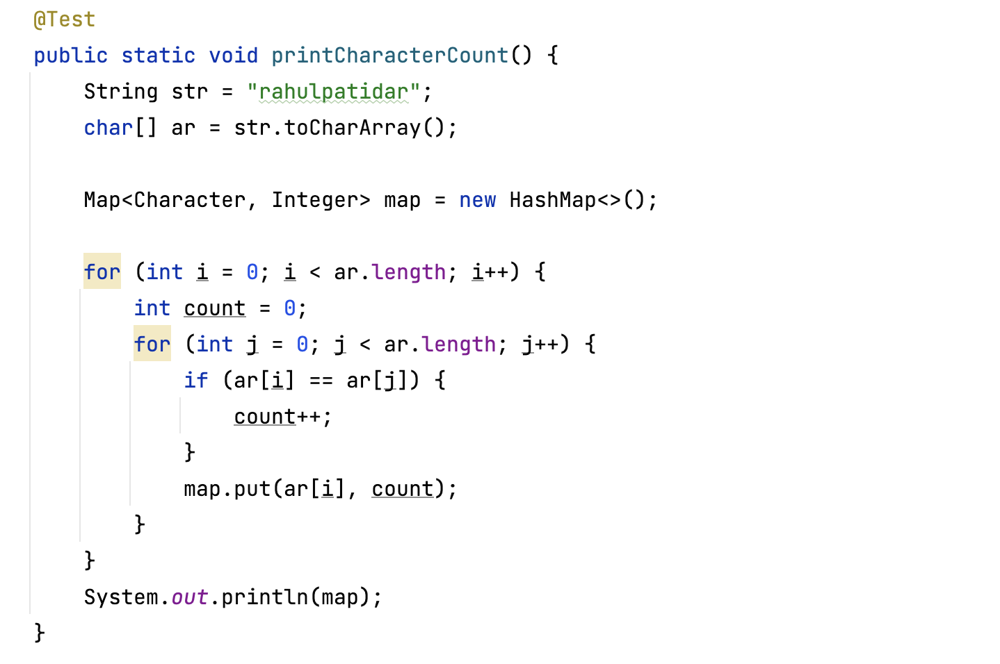 @Test
public static void printCharacterCount() {
    String str = "rahulpatidar";
    char[] ar = str.toCharArray();

    Map<Character, Integer> map = new HashMap<>();

    for (int i = 0; i < ar.length; i++) {
        int count = 0;
        for (int j = 0; j < ar.length; j++) {
            if (ar[i] == ar[j]) {
                count++;
            }
            map.put(ar[i], count);
        }
    }
    System.out.println(map);
}